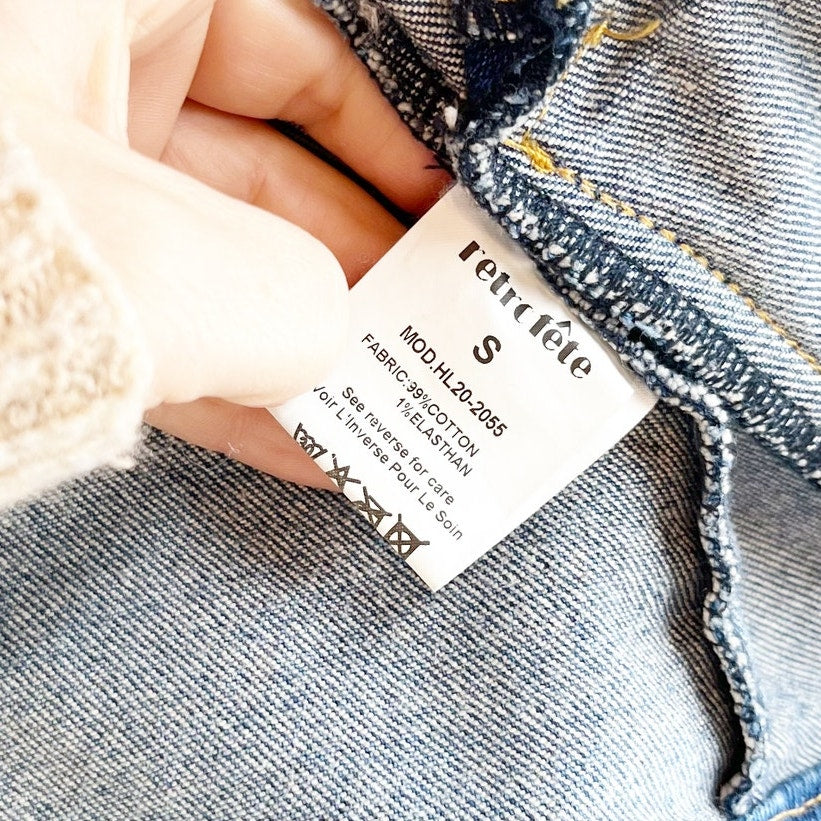 retrofête
S
MOD.HL20-2055
FABRIC:99%COTTON
1%ELASTHAN
See reverse for care
Voir L'Inverse Pour Le Soin